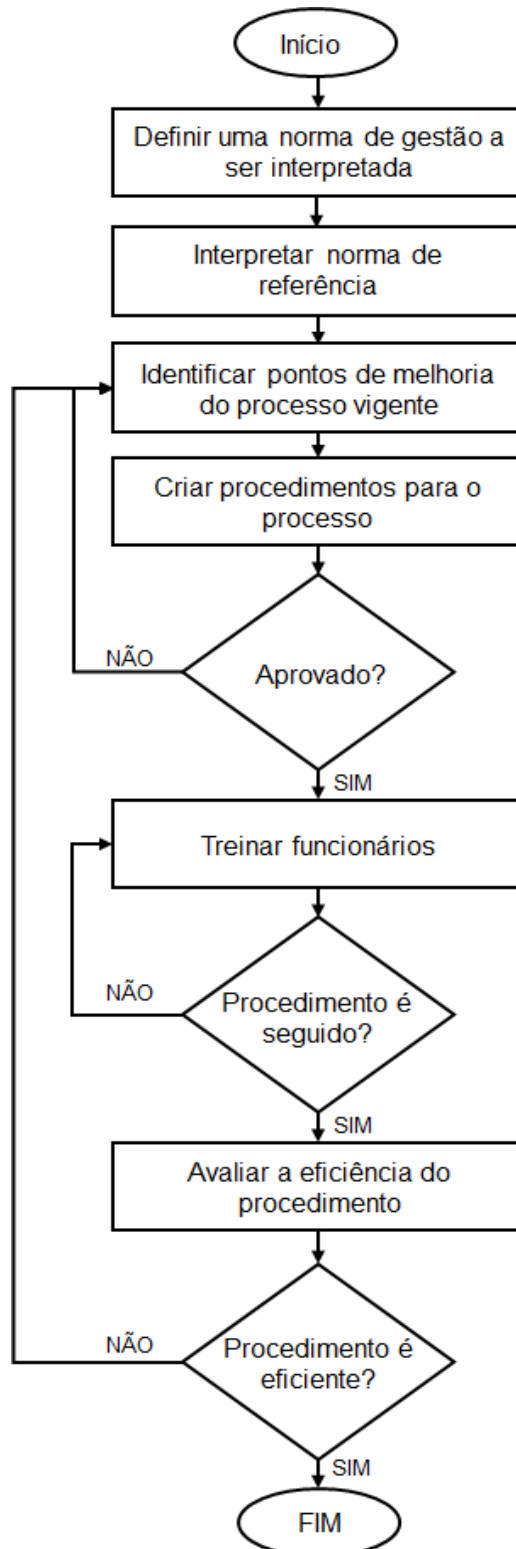 Início
Definir uma norma de gestão a
ser interpretada
Interpretar norma de
referência
Identificar pontos de melhoria
do processo vigente
Criar procedimentos para o
processo
NÃO
Aprovado?
SIM
Treinar funcionários
NÃO
Procedimento é
seguido?
SIM
Avaliar a eficiência do
procedimento
NÃO
Procedimento é
eficiente?
SIM
FIM